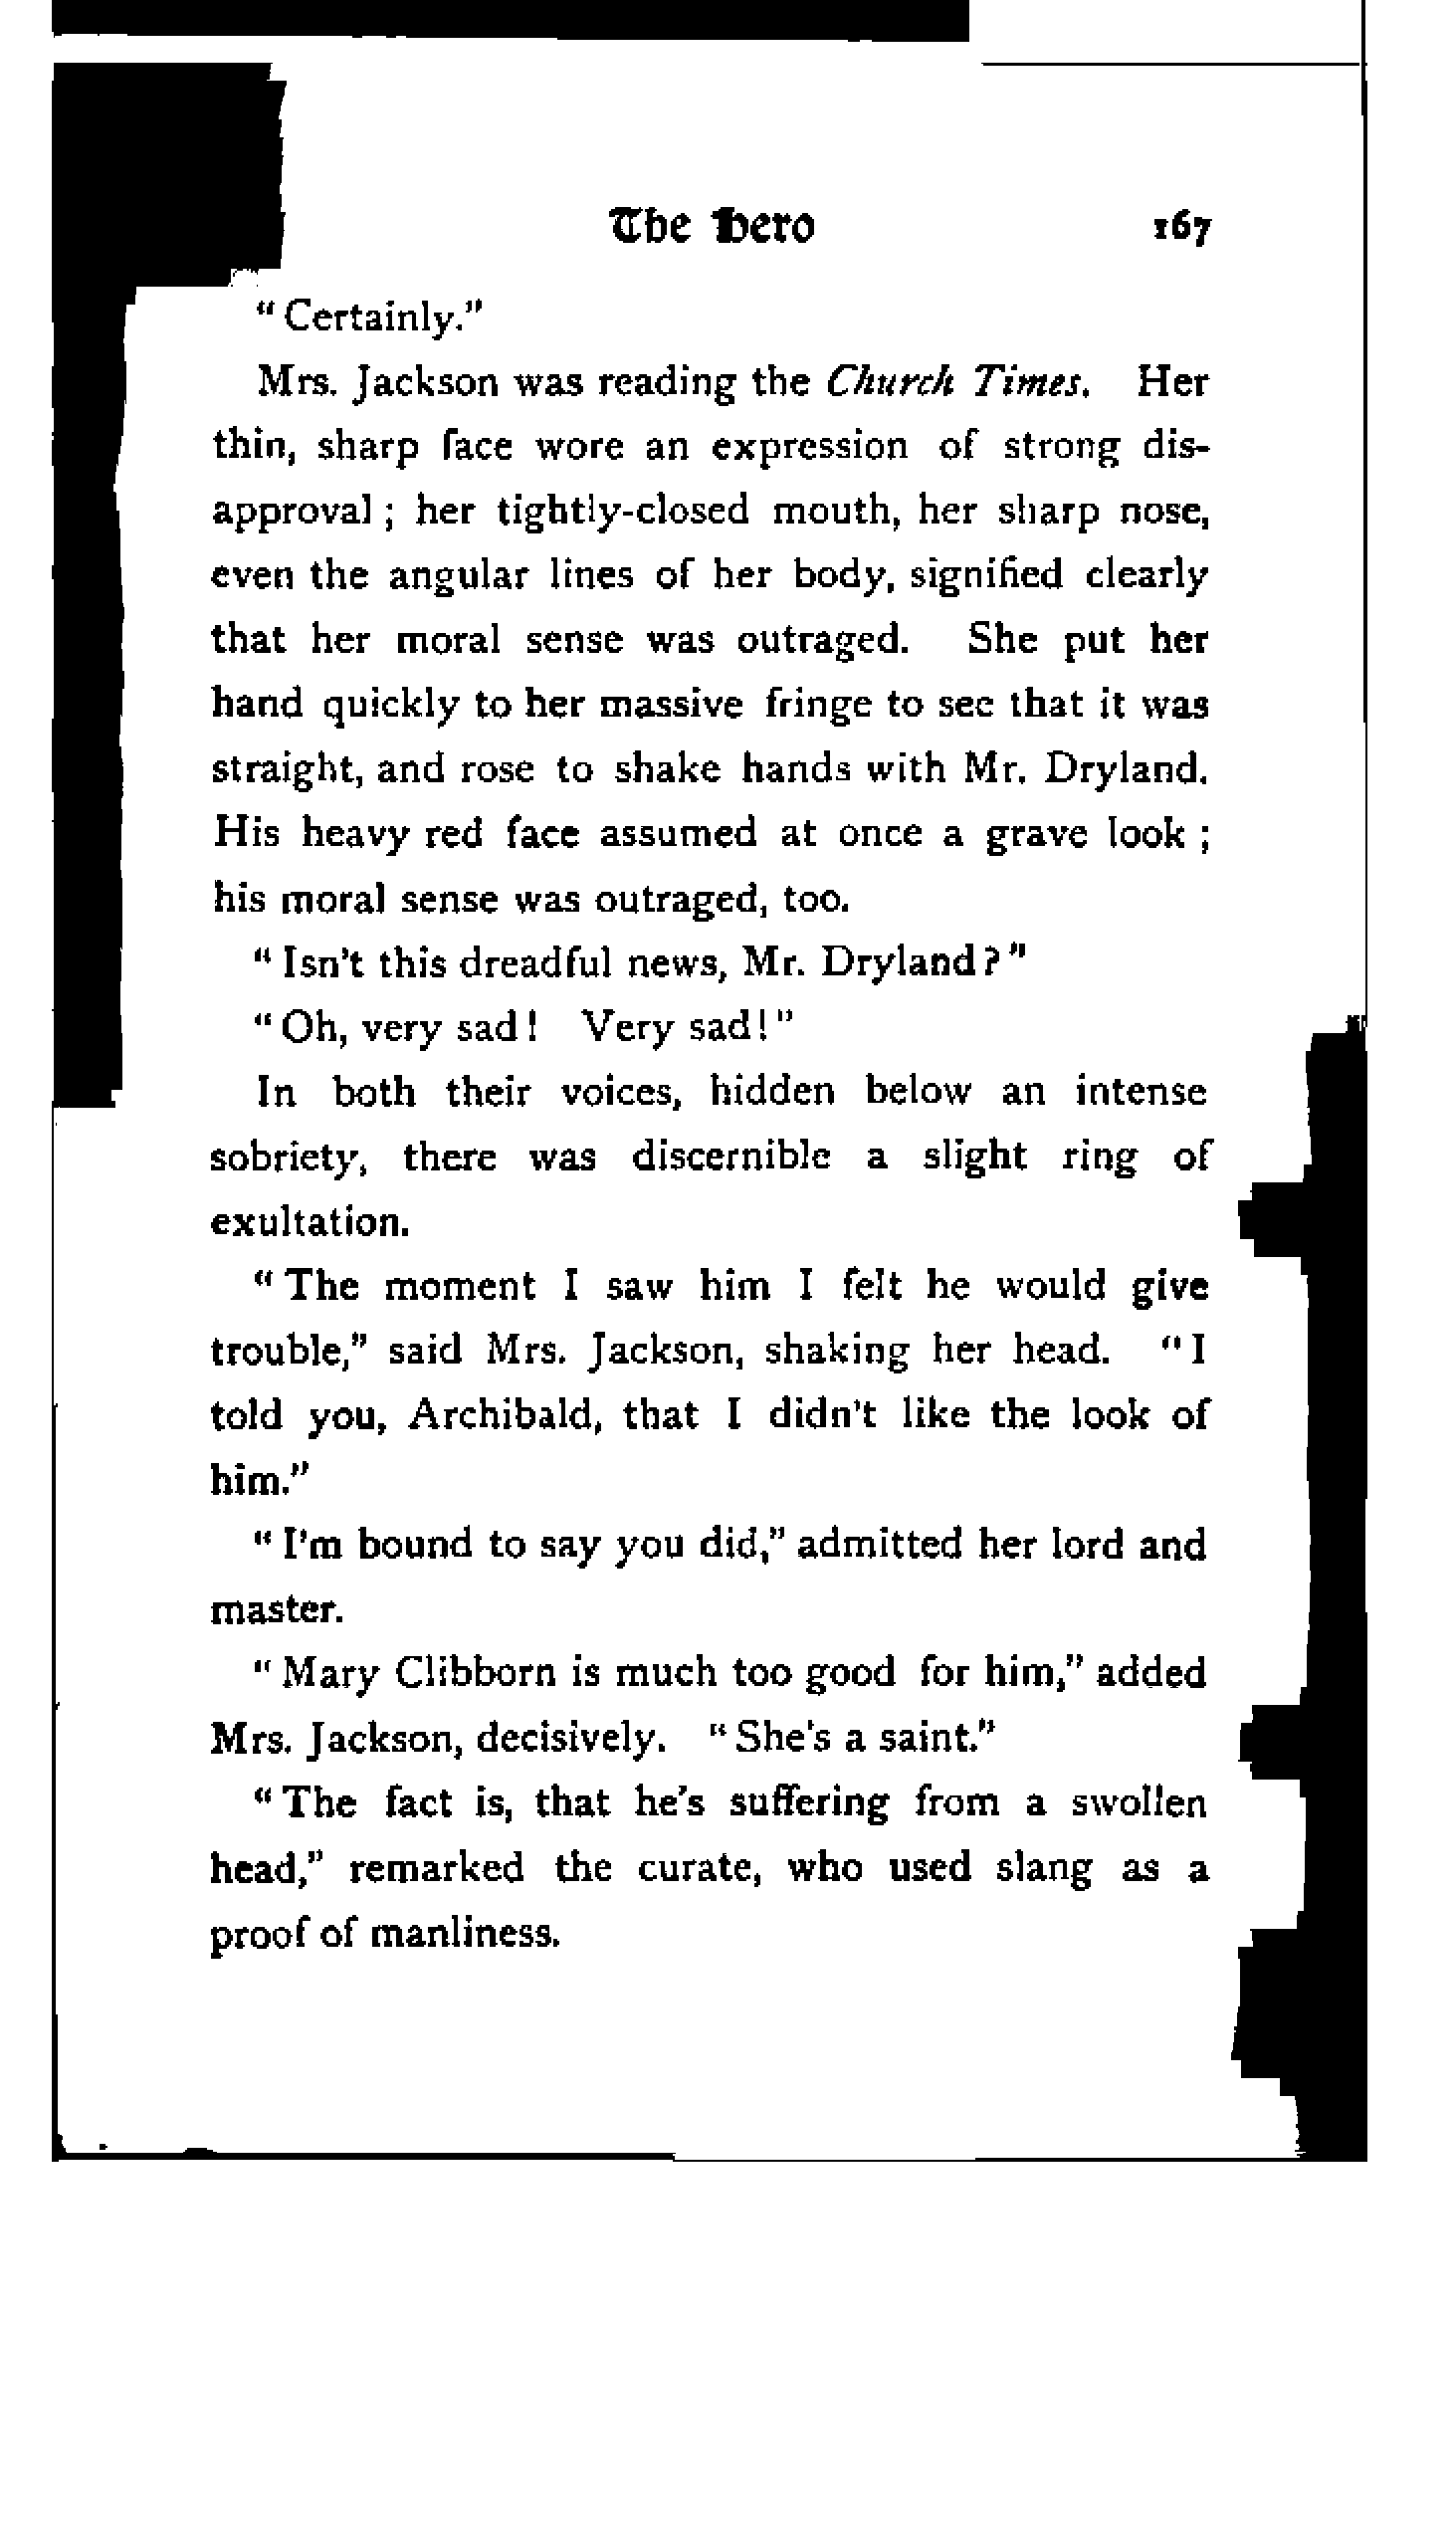 The Hero 167
“Certainly.”
Mrs. Jackson was reading the Church Times. Her
thin, sharp face wore an expression of strong dis-
approval; her tightly-closed mouth, her sharp nose,
even the angular lines of her body, signified clearly
that her moral sense was outraged. She put her
hand quickly to her massive fringe to see that it was
straight, and rose to shake hands with Mr. Dryland.
His heavy red face assumed at once a grave look;
his moral sense was outraged, too.
“Isn't this dreadful news, Mr. Dryland?”
“Oh, very sad! Very sad!”
In both their voices, hidden below an intense
sobriety, there was discernible a slight ring of
exultation.
“The moment I saw him I felt he would give
trouble,” said Mrs. Jackson, shaking her head. “I
told you, Archibald, that I didn't like the look of
him.”
“I'm bound to say you did,” admitted her lord and
master.
“Mary Clibborn is much too good for him,” added
Mrs. Jackson, decisively. “She's a saint.”
“The fact is, that he's suffering from a swollen
head,” remarked the curate, who used slang as a
proof of manliness.